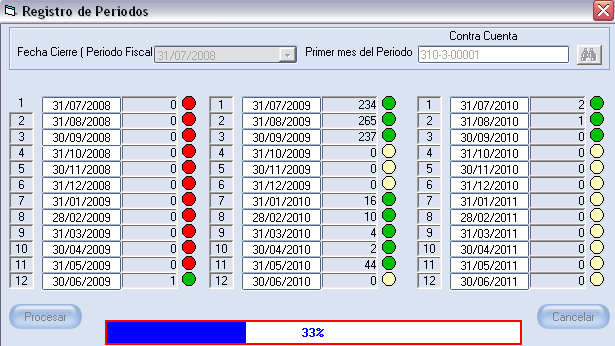 Registro de Periodos
Contra Cuenta
Fecha Cierre ( Periodo Fiscal 31/07/2008 Primer mes del Periodo 310-3-00001
1 31/07/2008 0 1 31/07/2009 234 1 31/07/2010 2
2 31/08/2008 0 2 31/08/2009 265 2 31/08/2010 1
3 30/09/2008 0 3 30/09/2009 237 3 30/09/2010 0
4 31/10/2008 0 4 31/10/2009 0 4 31/10/2010 0
5 30/11/2008 0 5 30/11/2009 0 5 30/11/2010 0
6 31/12/2008 0 6 31/12/2009 0 6 31/12/2010 0
7 31/01/2009 0 7 31/01/2010 16 7 31/01/2011 0
8 28/02/2009 0 8 28/02/2010 10 8 28/02/2011 0
9 31/03/2009 0 9 31/03/2010 4 9 31/03/2011 0
10 30/04/2009 0 10 30/04/2010 2 10 30/04/2011 0
11 31/05/2009 0 11 31/05/2010 44 11 31/05/2011 0
12 30/06/2009 1 12 30/06/2010 0 12 30/06/2011 0
Procesar Cancelar
33%